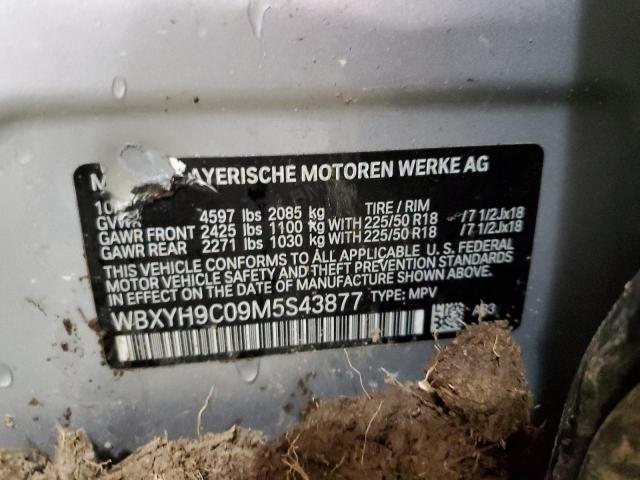 BAYERISCHE MOTOREN WERKE AG
4597 lbs 2085 kg TIRE / RIM
GAWR FRONT 2425 lbs 1100 kg WITH 225/50 R18 /7 1/2Jx18
GAWR REAR 2271 lbs 1030 kg WITH 225/50 R18 /7 1/2Jx18
THIS VEHICLE CONFORMS TO ALL APPLICABLE U. S. FEDERAL
MOTOR VEHICLE SAFETY AND THEFT PREVENTION STANDARDS
IN EFFECT ON THE DATE OF MANUFACTURE SHOWN ABOVE.
WBXYH9C09M5S43877 TYPE: MPV